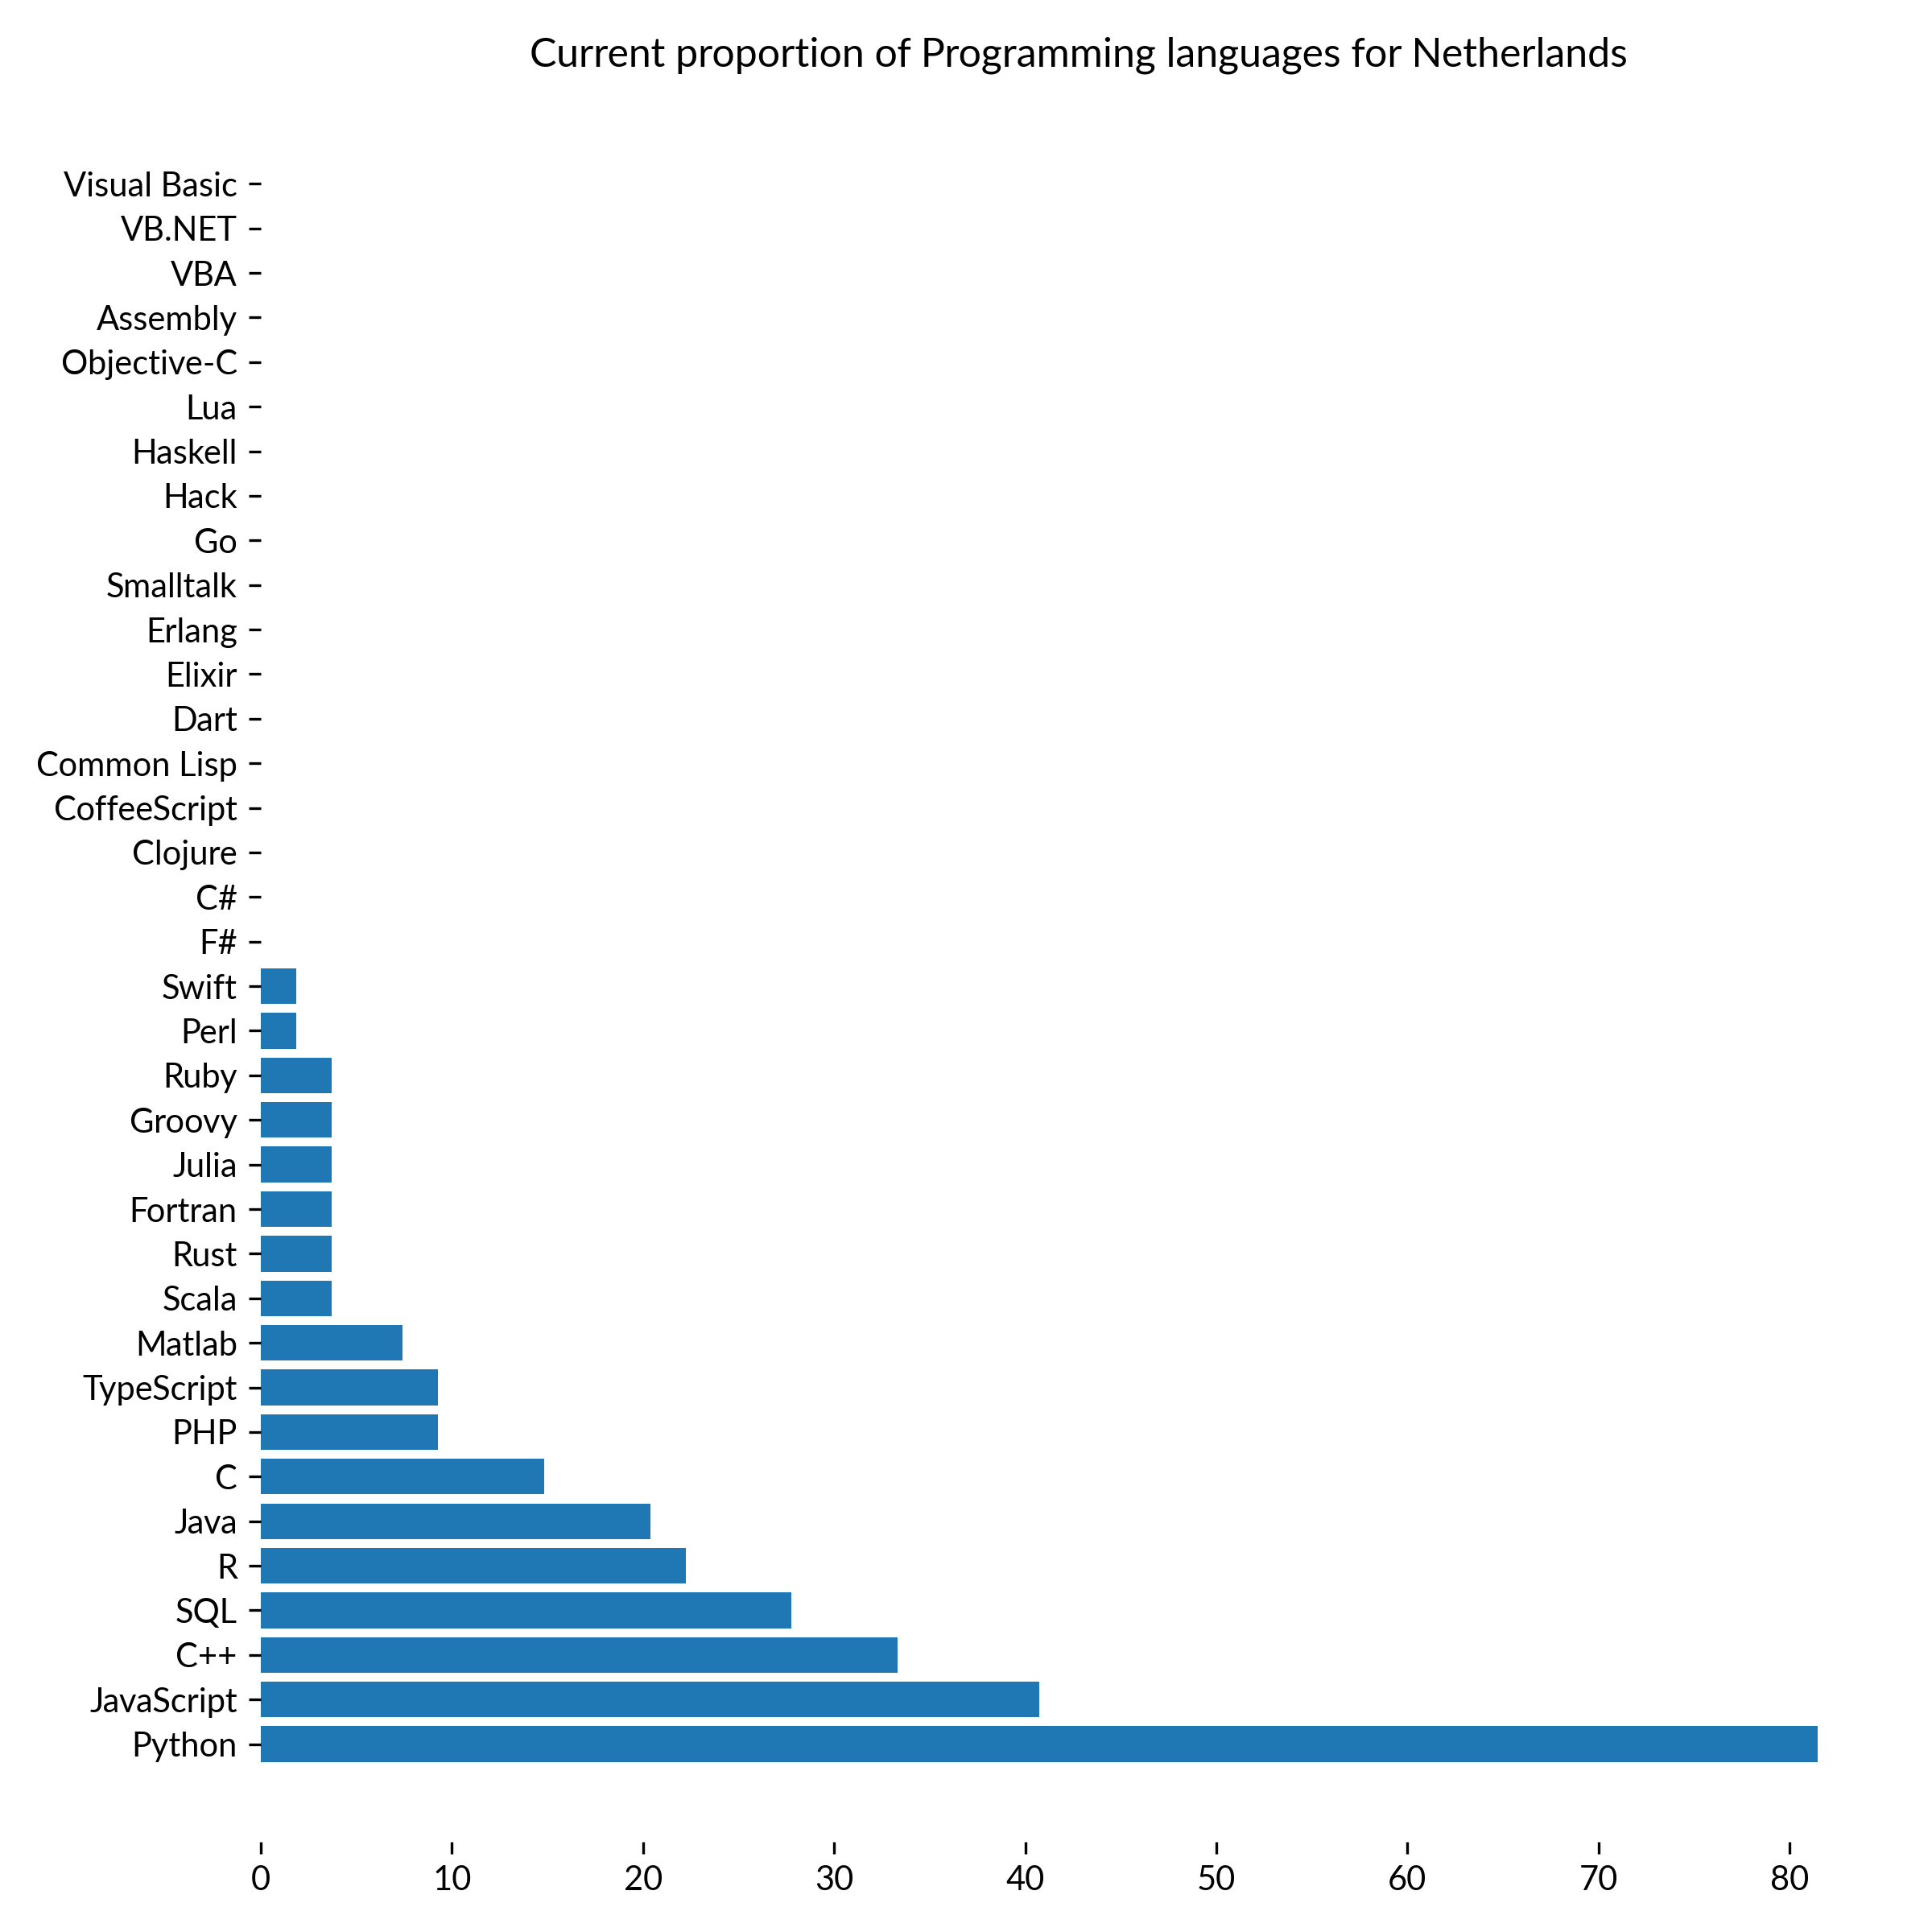 Current proportion of Programming languages for Netherlands
Visual Basic
VB.NET
VBA
Assembly
Objective-C
Lua
Haskell
Hack
Go
Smalltalk
Erlang
Elixir
Dart
Common Lisp
CoffeeScript
Clojure
C#
F#
Swift
Perl
Ruby
Groovy
Julia
Fortran
Rust
Scala
Matlab
TypeScript
PHP
C
Java
R
SQL
C++
JavaScript
Python
0 10 20 30 40 50 60 70 80